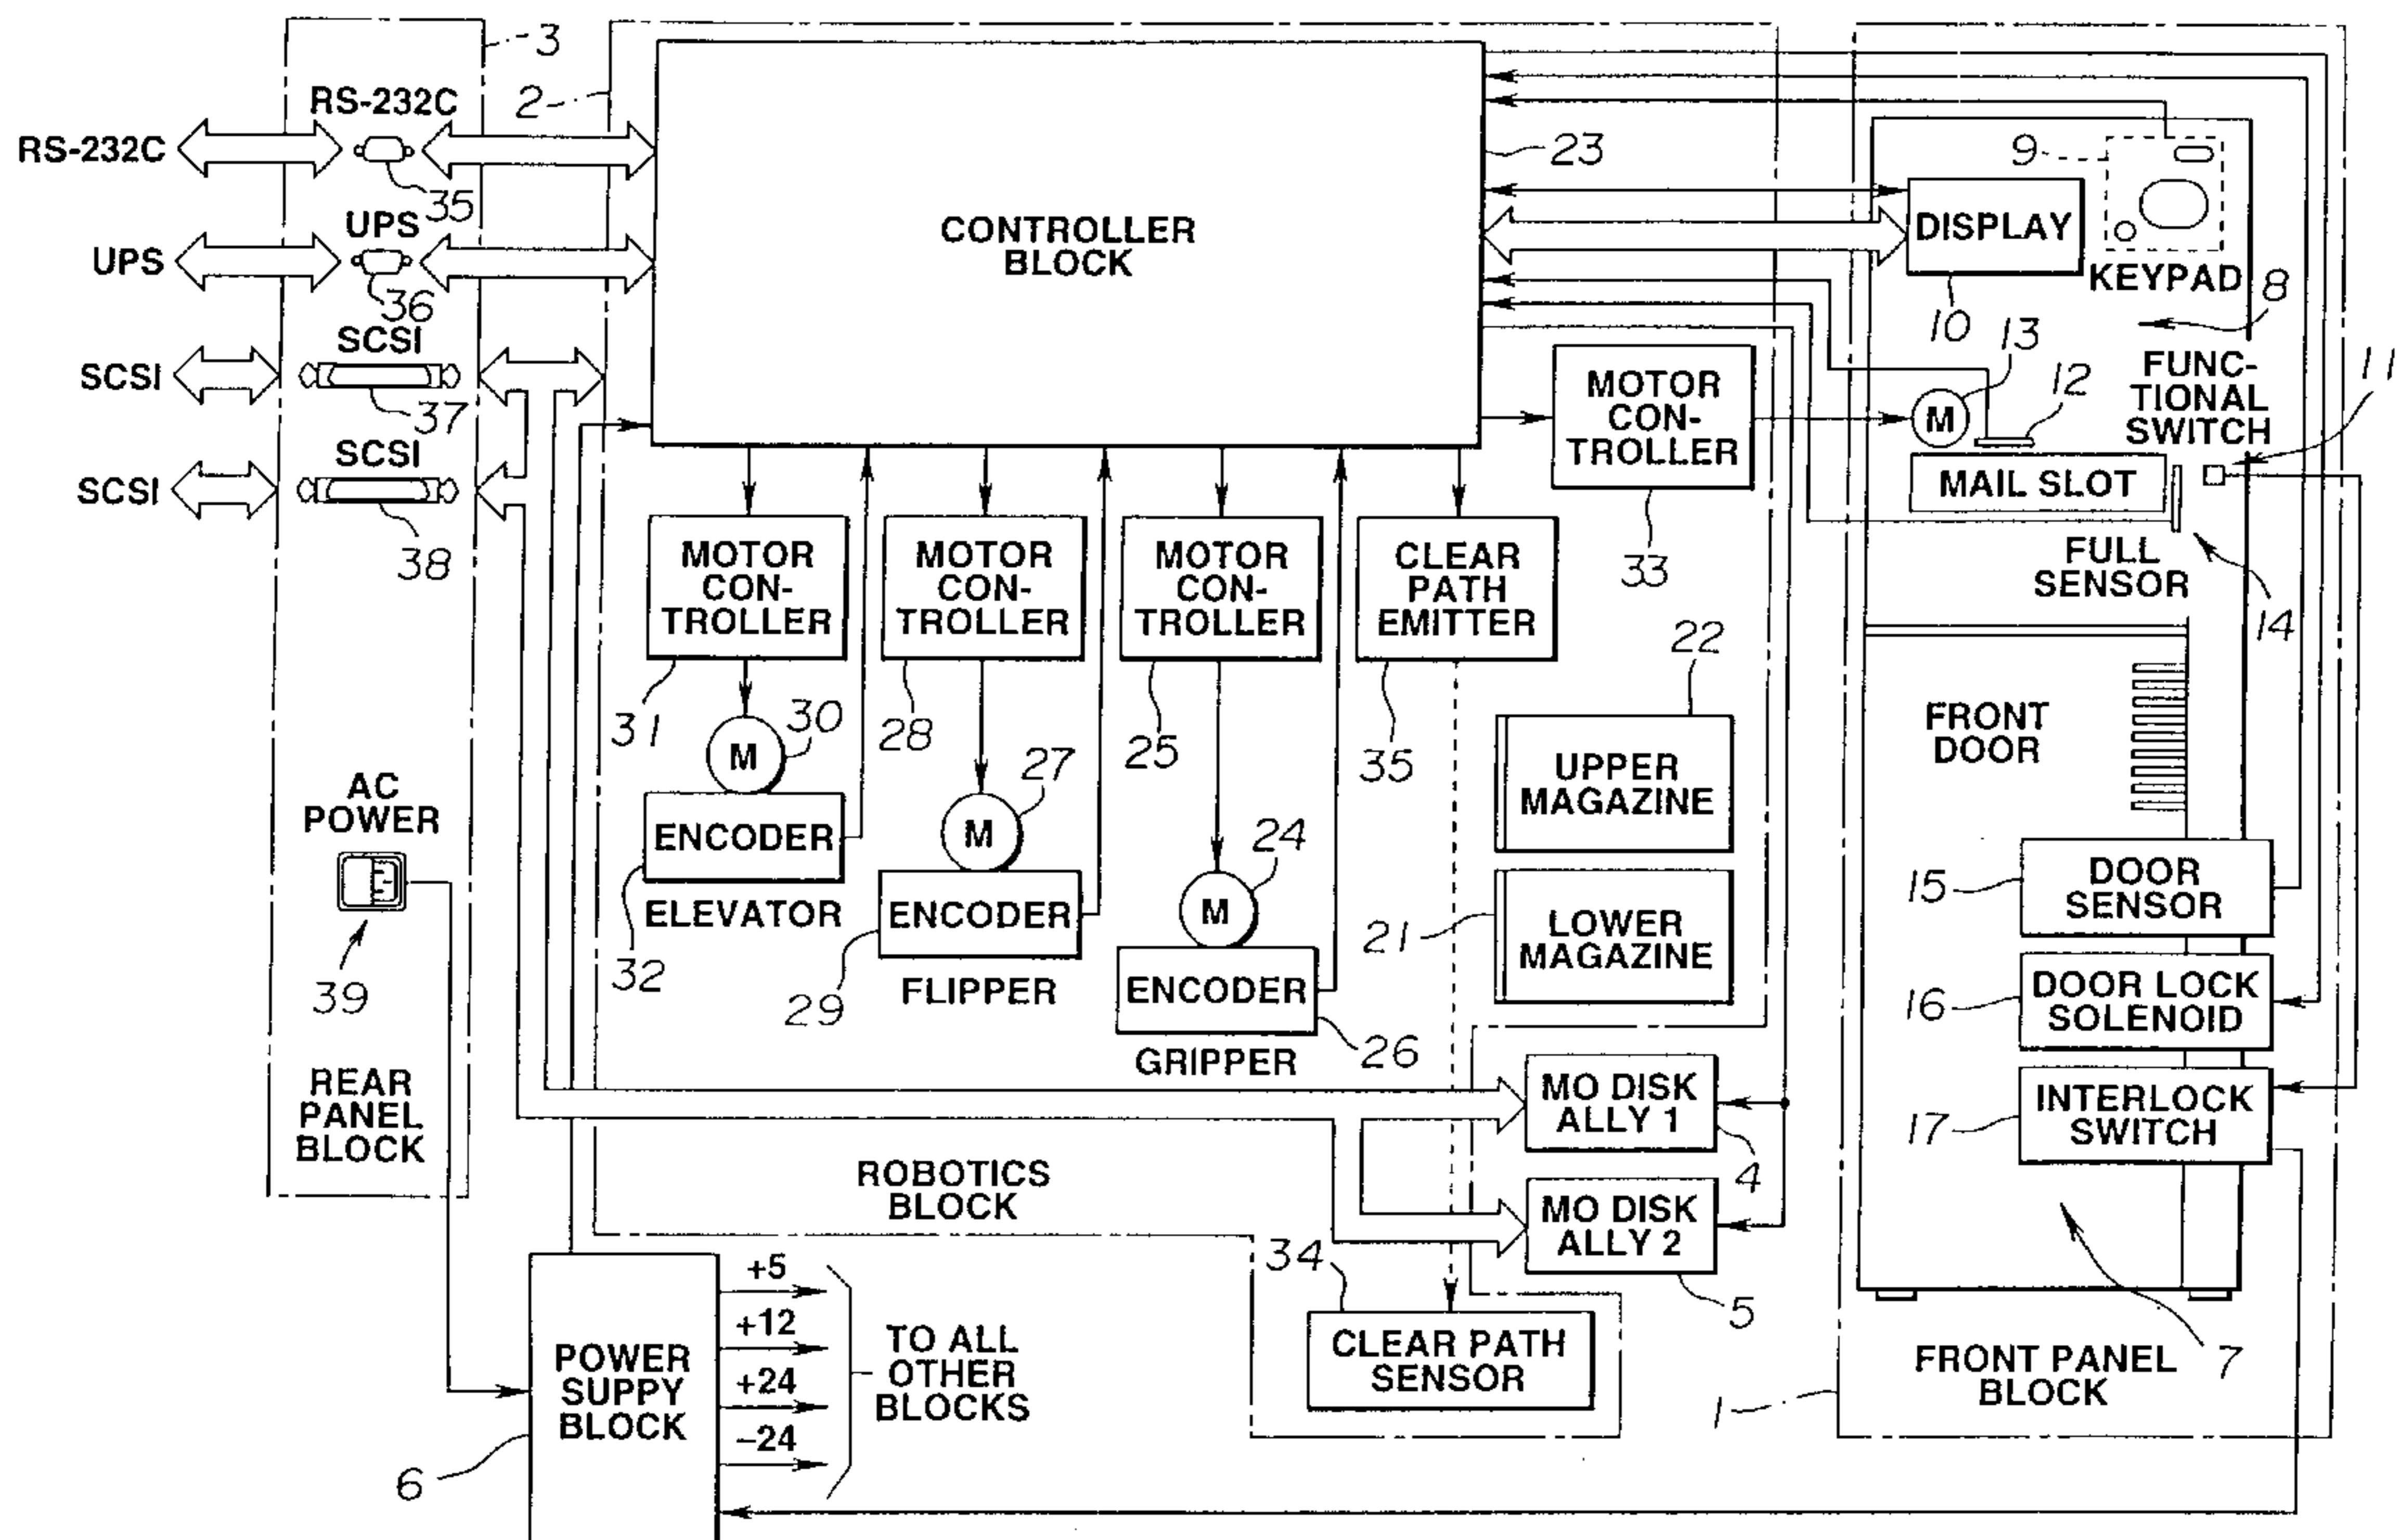 3
RS-232C
2
RS-232C
35
23
9
UPS
UPS
36
CONTROLLER
BLOCK
DISPLAY
KEYPAD
10
8
SCSI
SCSI
37
SCSI
SCSI
38
MOTOR
CON-
TROLLER
33
M
13
12
FUNC-
TIONAL
SWITCH
11
MAIL SLOT
FULL
SENSOR
14
MOTOR
CON-
TROLLER
31
MOTOR
CON-
TROLLER
28
MOTOR
CON-
TROLLER
25
CLEAR
PATH
EMITTER
35
M
30
ENCODER
32
ELEVATOR
M
27
ENCODER
29
FLIPPER
M
24
ENCODER
26
GRIPPER
22
UPPER
MAGAZINE
21
LOWER
MAGAZINE
FRONT
DOOR
15
DOOR
SENSOR
16
DOOR LOCK
SOLENOID
17
INTERLOCK
SWITCH
AC
POWER
39
REAR
PANEL
BLOCK
ROBOTICS
BLOCK
MO DISK
ALLY 1
4
MO DISK
ALLY 2
5
34
CLEAR PATH
SENSOR
7
FRONT PANEL
BLOCK
1
POWER
SUPPY
BLOCK
6
+5
+12
+24
–24
TO ALL
OTHER
BLOCKS